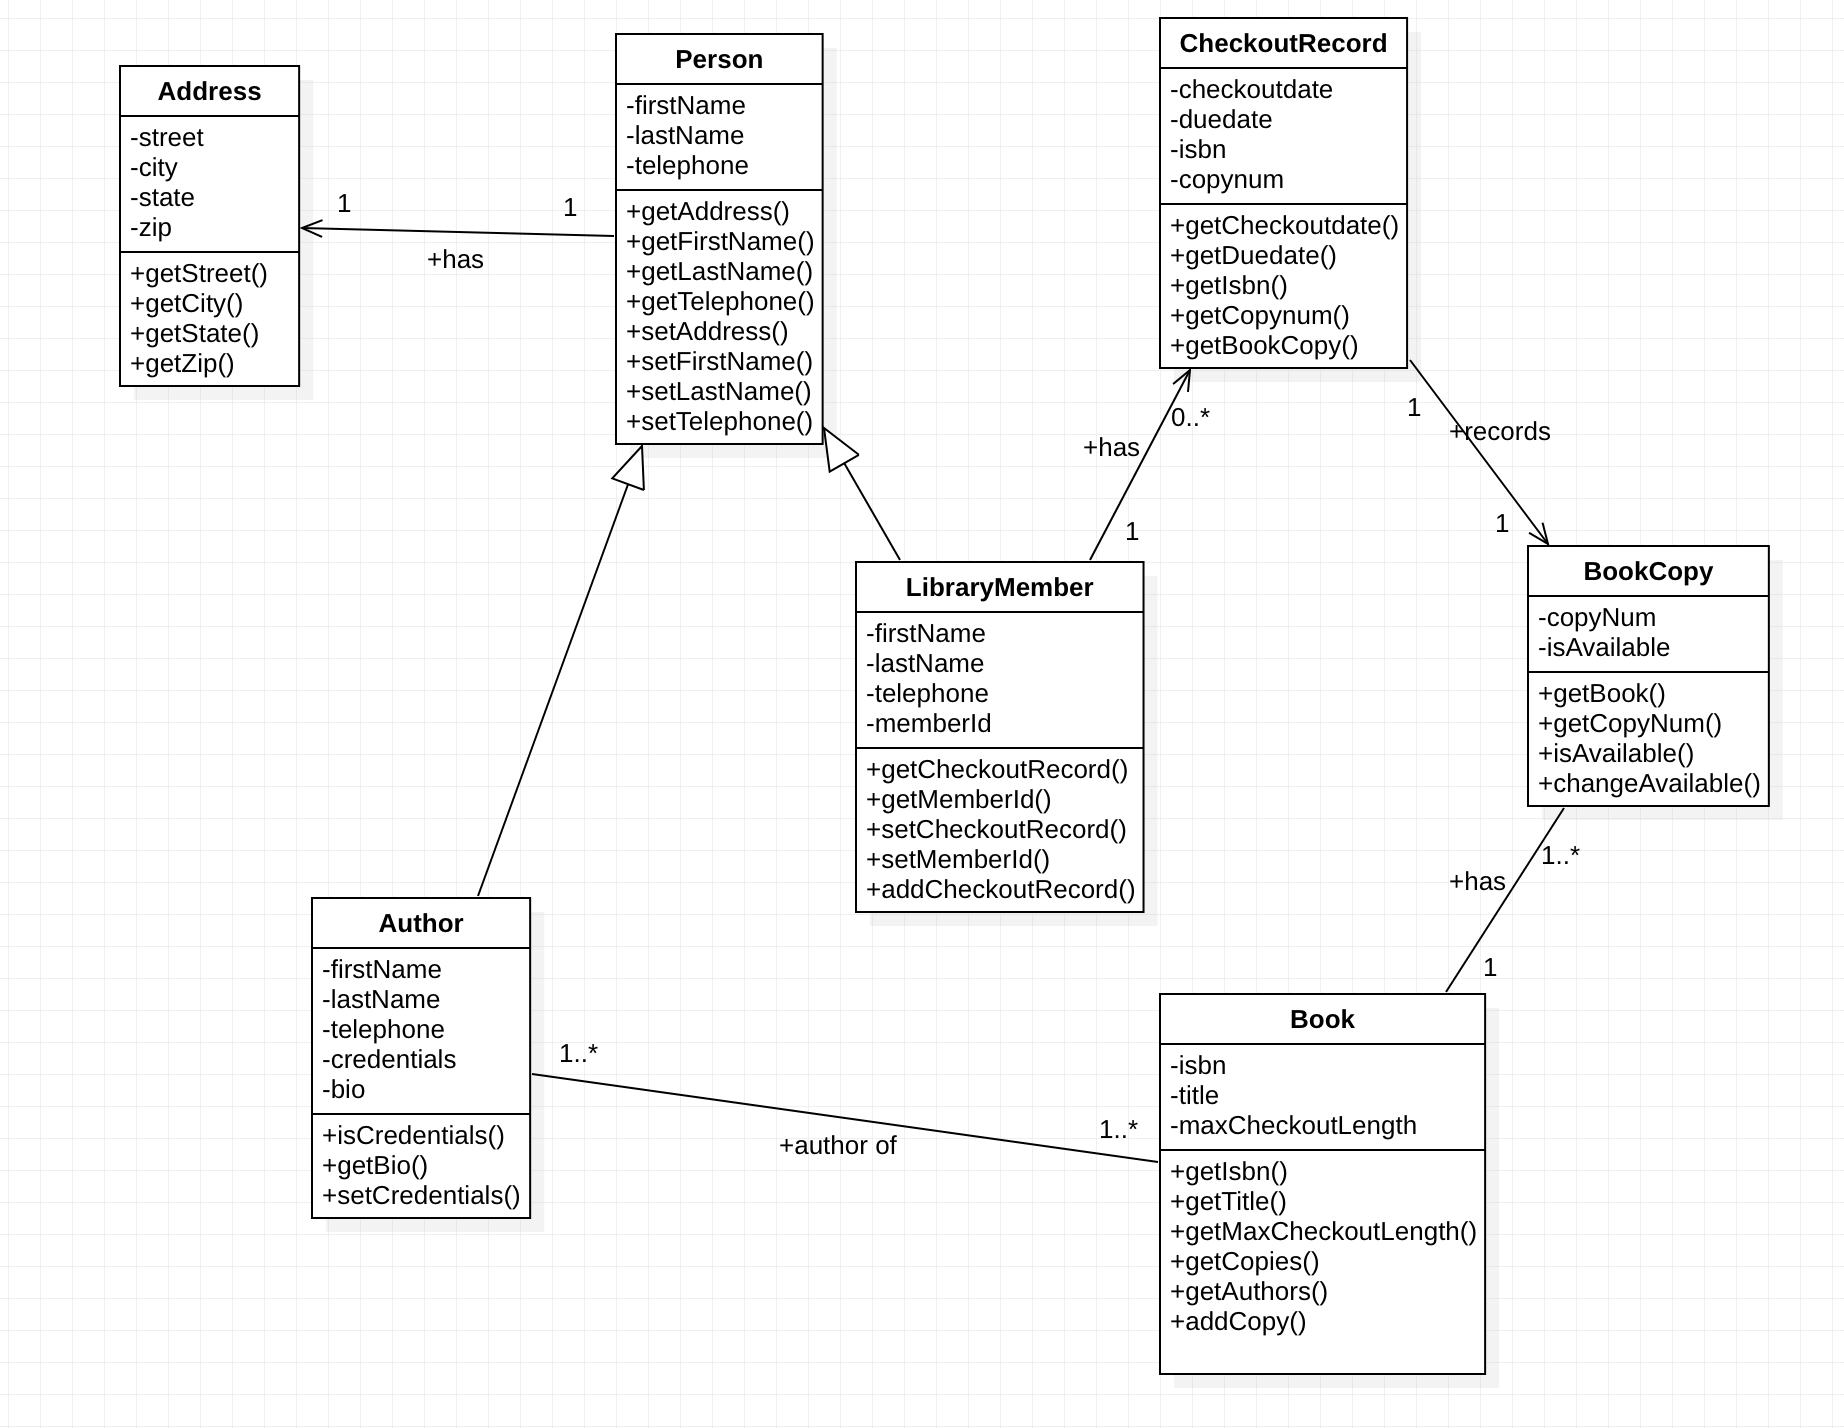 Address
-street
-city
-state
-zip
+getStreet()
+getCity()
+getState()
+getZip()
1
1
+has
Person
-firstName
-lastName
-telephone
+getAddress()
+getFirstName()
+getLastName()
+getTelephone()
+setAddress()
+setFirstName()
+setLastName()
+setTelephone()
CheckoutRecord
-checkoutdate
-duedate
-isbn
-copynum
+getCheckoutdate()
+getDuedate()
+getIsbn()
+getCopynum()
+getBookCopy()
0..*
+has
1
1
+records
1
LibraryMember
-firstName
-lastName
-telephone
-memberId
+getCheckoutRecord()
+getMemberId()
+setCheckoutRecord()
+setMemberId()
+addCheckoutRecord()
BookCopy
-copyNum
-isAvailable
+getBook()
+getCopyNum()
+isAvailable()
+changeAvailable()
1..*
+has
1
Author
-firstName
-lastName
-telephone
-credentials
-bio
+isCredentials()
+getBio()
+setCredentials()
1..*
+author of
1..*
Book
-isbn
-title
-maxCheckoutLength
+getIsbn()
+getTitle()
+getMaxCheckoutLength()
+getCopies()
+getAuthors()
+addCopy()